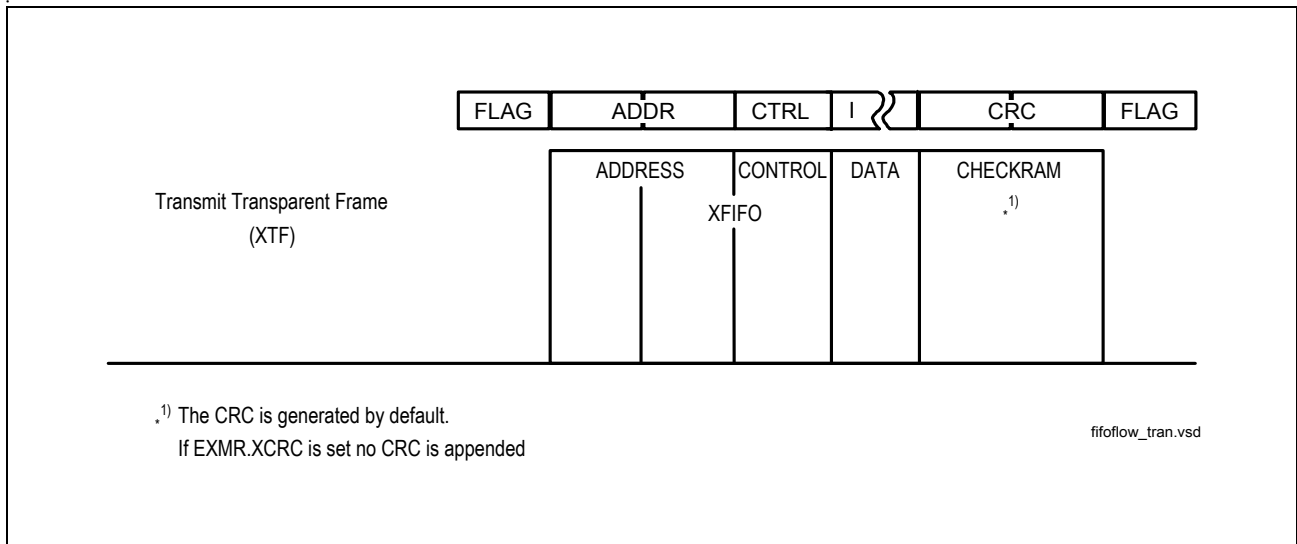 FLAG ADDR CTRL I CRC FLAG
ADDRESS CONTROL DATA CHECKRAM
Transmit Transparent Frame XFIFO *1)
(XTF)
*1) The CRC is generated by default.
If EXMR.XCRC is set no CRC is appended
fifoflow_tran.vsd